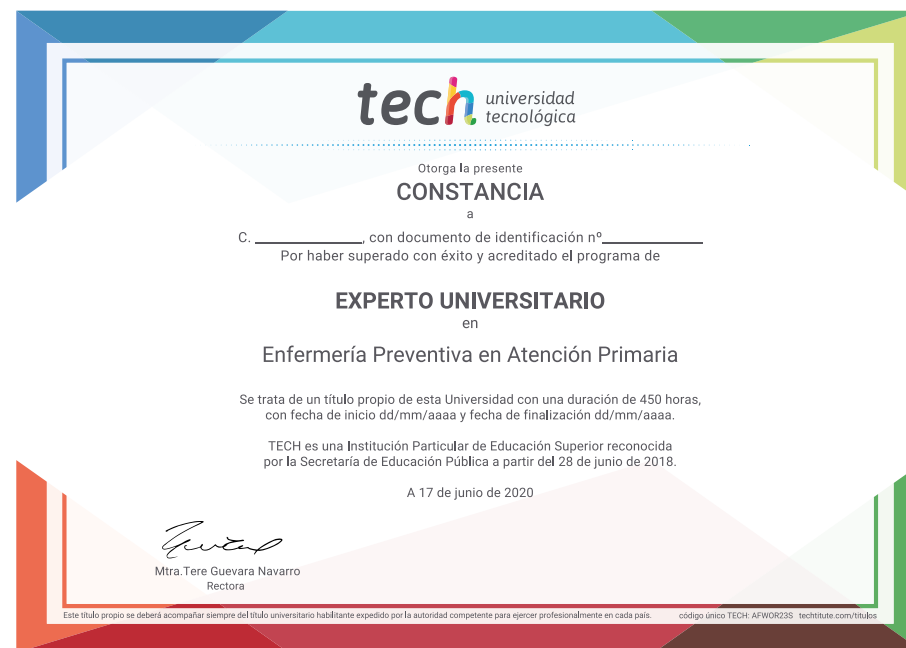 tech universidad
tecnológica
Otorga la presente
CONSTANCIA
a
C. ____________, con documento de identificación nº____________
Por haber superado con éxito y acreditado el programa de
EXPERTO UNIVERSITARIO
en
Enfermería Preventiva en Atención Primaria
Se trata de un título propio de esta Universidad con una duración de 450 horas,
con fecha de inicio dd/mm/aaaa y fecha de finalización dd/mm/aaaa.
TECH es una Institución Particular de Educación Superior reconocida
por la Secretaría de Educación Pública a partir del 28 de junio de 2018.
A 17 de junio de 2020
Mtra.Tere Guevara Navarro
Rectora
Este título propio se deberá acompañar siempre del título universitario habilitante expedido por la autoridad competente para ejercer profesionalmente en cada país. código único TECH: AFWOR23S techtitute.com/titulos